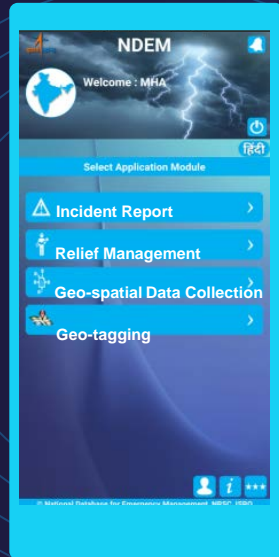 NDEM
Welcome : MHA
हिंदी
Select Application Module
Incident Report
Relief Management
Geo-spatial Data Collection
Geo-tagging
i
© National Database for Emergency Management, NRSC, ISRO